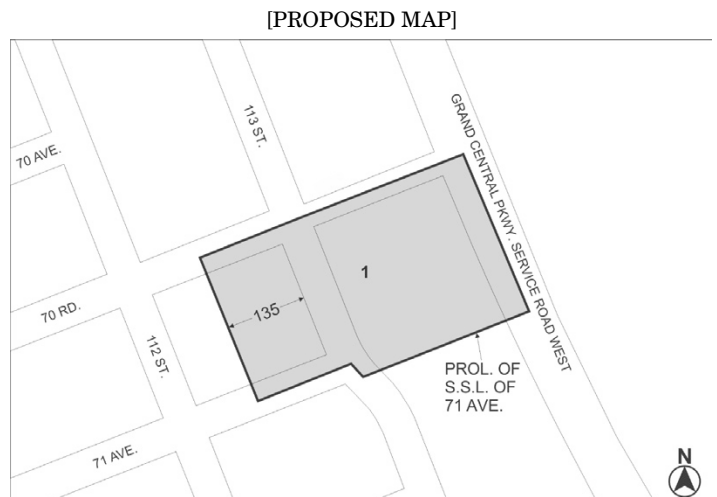 [PROPOSED MAP]
70 AVE.
113 ST.
GRAND CENTRAL PKWY. SERVICE ROAD WEST
1
135
70 RD.
112 ST.
PROL. OF
S.S.L. OF
71 AVE.
71 AVE.
N